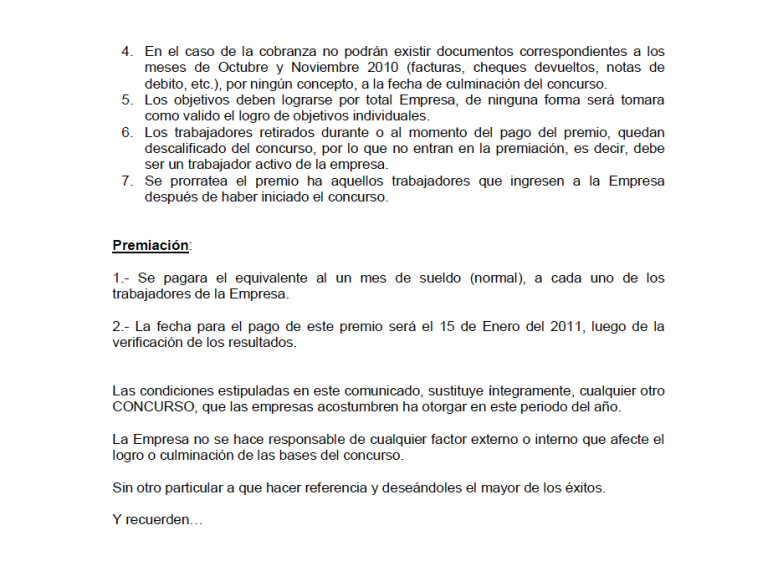 4. En el caso de la cobranza no podrán existir documentos correspondientes a los
meses de Octubre y Noviembre 2010 (facturas, cheques devueltos, notas de
debito, etc.), por ningún concepto, a la fecha de culminación del concurso.
5. Los objetivos deben lograrse por total Empresa, de ninguna forma será tomara
como valido el logro de objetivos individuales.
6. Los trabajadores retirados durante o al momento del pago del premio, quedan
descalificado del concurso, por lo que no entran en la premiación, es decir, debe
ser un trabajador activo de la empresa.
7. Se prorratea el premio ha aquellos trabajadores que ingresen a la Empresa
después de haber iniciado el concurso.
Premiación:
1.- Se pagara el equivalente al un mes de sueldo (normal), a cada uno de los
trabajadores de la Empresa.
2.- La fecha para el pago de este premio será el 15 de Enero del 2011, luego de la
verificación de los resultados.
Las condiciones estipuladas en este comunicado, sustituye íntegramente, cualquier otro
CONCURSO, que las empresas acostumbren ha otorgar en este periodo del año.
La Empresa no se hace responsable de cualquier factor externo o interno que afecte el
logro o culminación de las bases del concurso.
Sin otro particular a que hacer referencia y deseándoles el mayor de los éxitos.
Y recuerden…